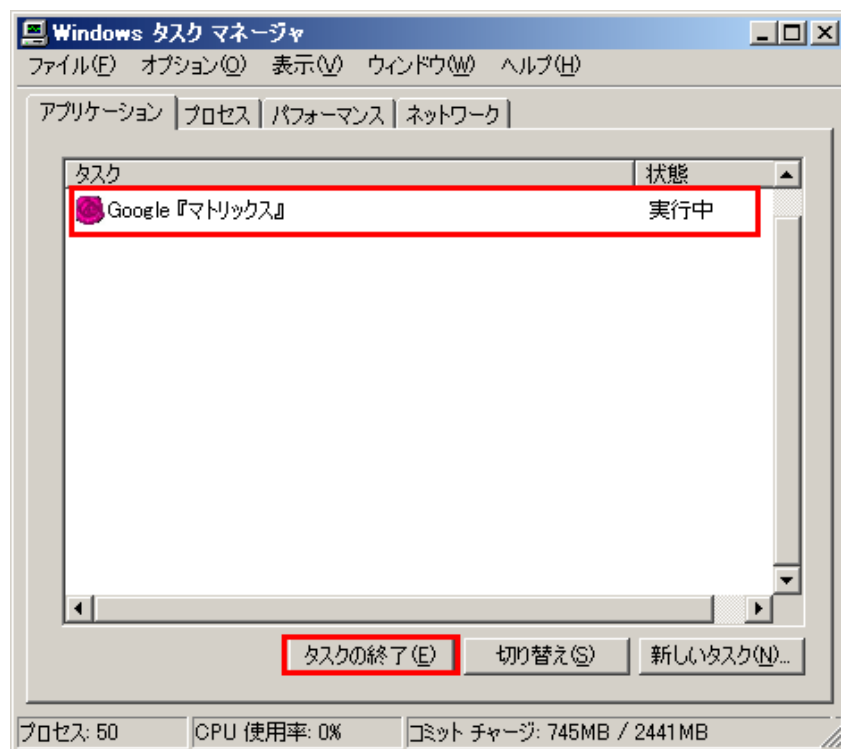 Windows タスク マネージャ
ファイル(F) オプション(O) 表示(V) ウィンドウ(W) ヘルプ(H)
アプリケーション プロセス パフォーマンス ネットワーク
タスク 状態
Google『マトリックス』 実行中
タスクの終了(E) 切り替え(S) 新しいタスク(N)...
プロセス: 50 CPU 使用率: 0% コミット チャージ: 745MB / 2441MB